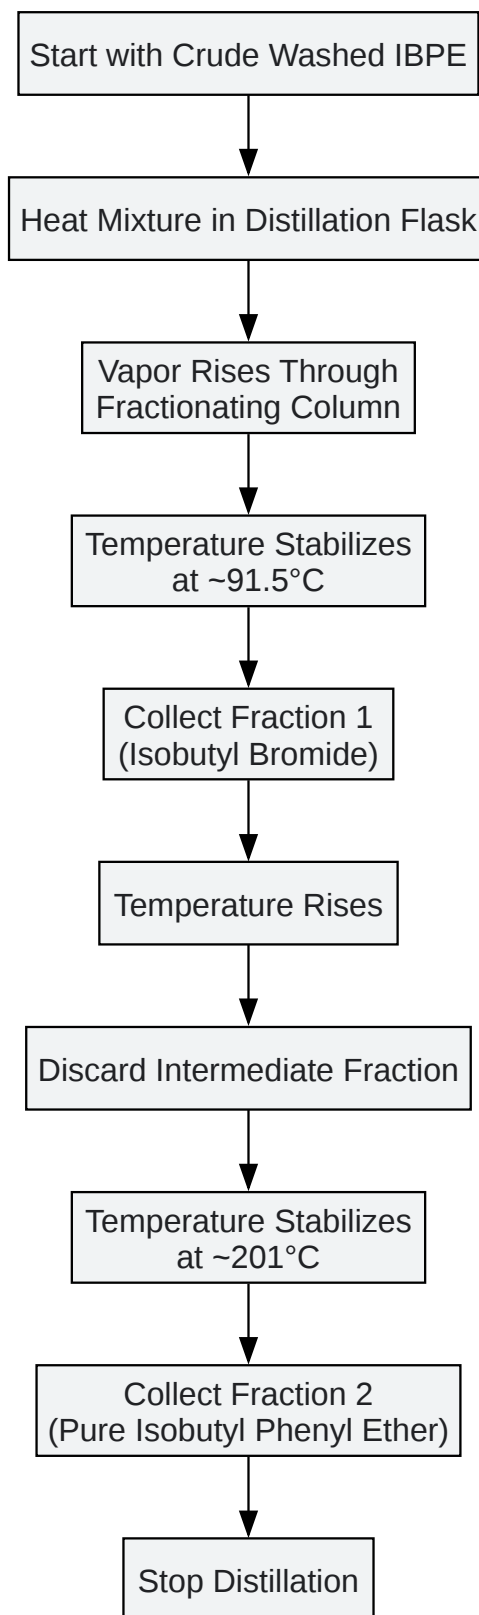 Start with Crude Washed IBPE
Heat Mixture in Distillation Flask
Vapor Rises Through
Fractionating Column
Temperature Stabilizes
at ~91.5°C
Collect Fraction 1
(Isobutyl Bromide)
Temperature Rises
Discard Intermediate Fraction
Temperature Stabilizes
at ~201°C
Collect Fraction 2
(Pure Isobutyl Phenyl Ether)
Stop Distillation